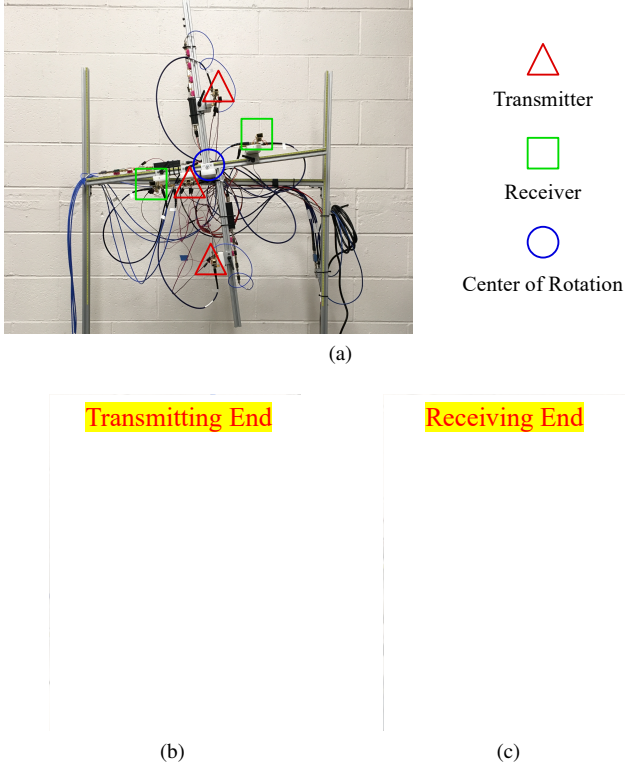 Transmitter
Receiver
Center of Rotation
(a)
Transmitting End
Receiving End
(b)
(c)